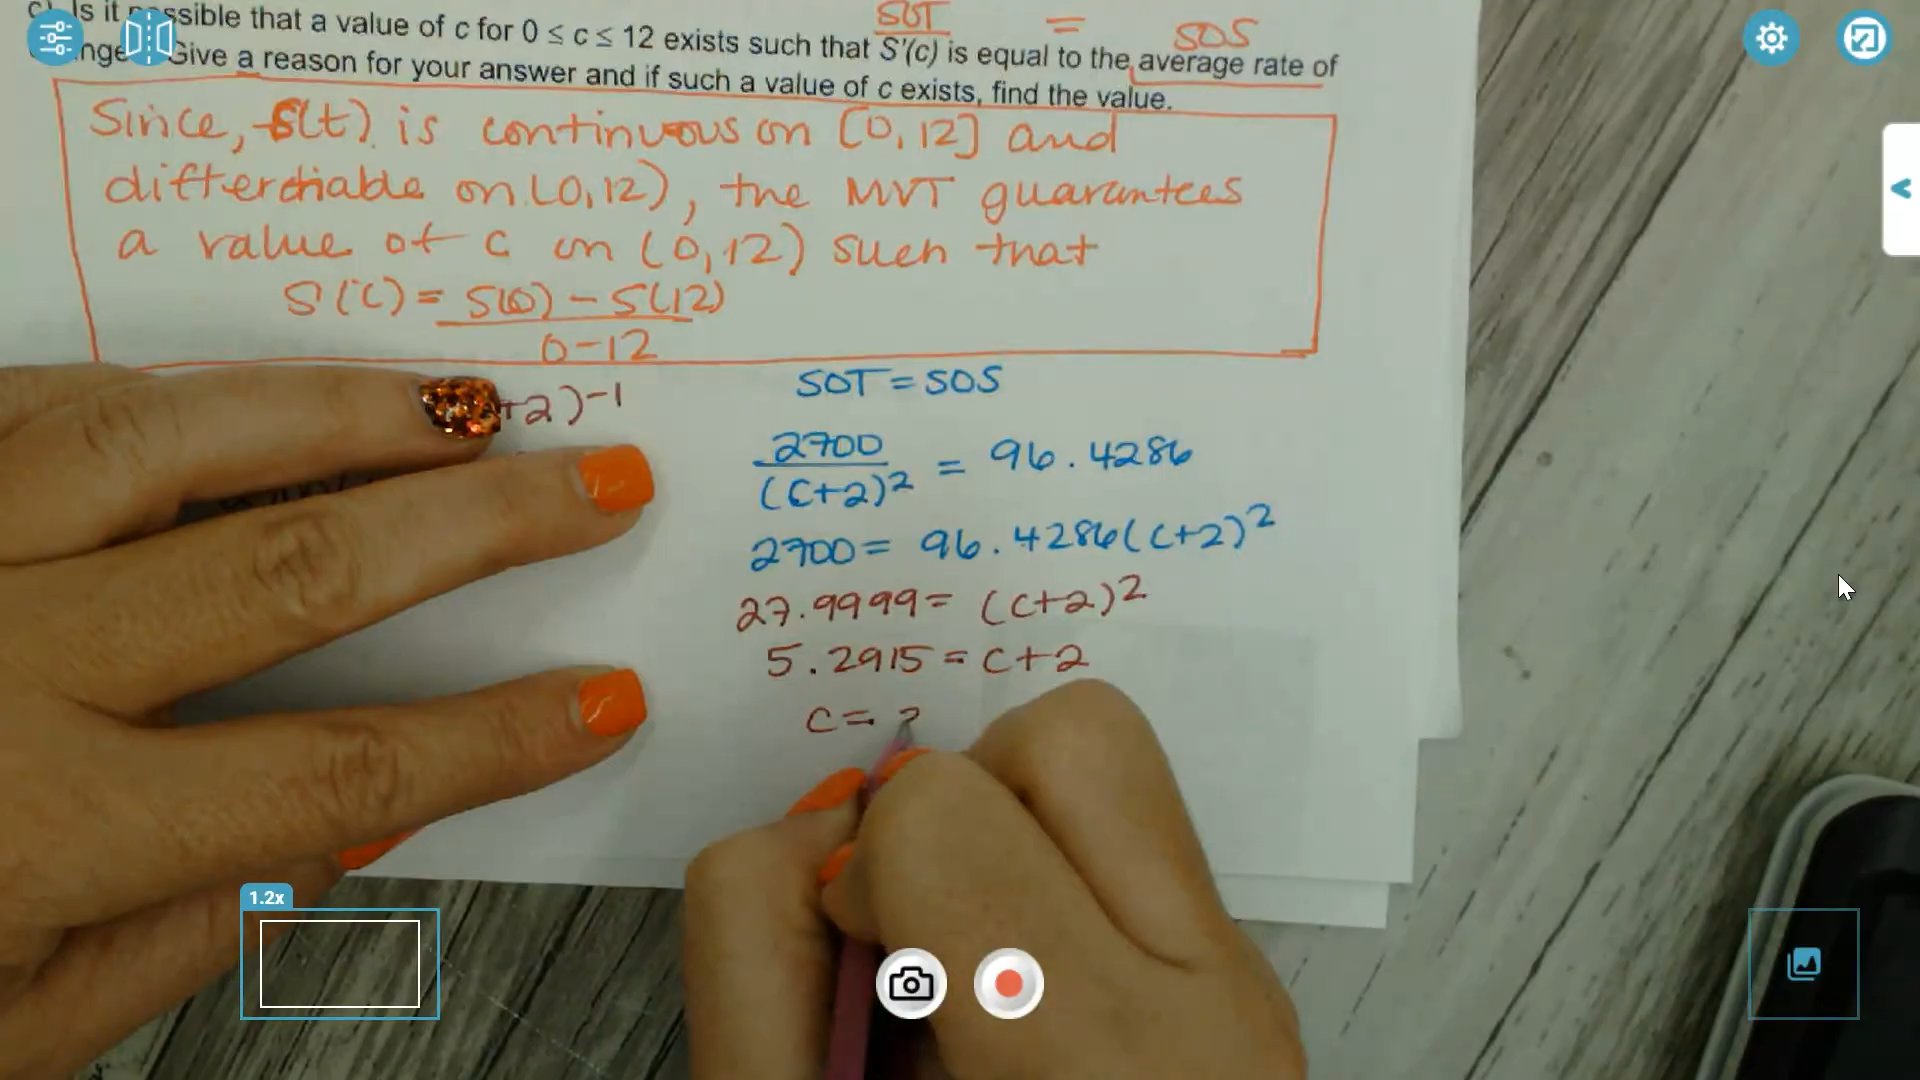 SOT = SOS
c) Is it possible that a value of c for 0 ≤ c ≤ 12 exists such that S'(c) is equal to the average rate of
Give a reason for your answer and if such a value of c exists, find the value.
Since, S(t) is continuous on [0,12] and
differentiable on (0,12), the MVT guarantees
a value of c on (0,12) such that
S'(c) = S(0) - S(12)
0-12
+2)⁻¹
SOT = SOS
2700
(c+2)² = 96.4286
2700 = 96.4286(c+2)²
27.9999 = (c+2)²
5.2915 = c+2
c =
1.2x